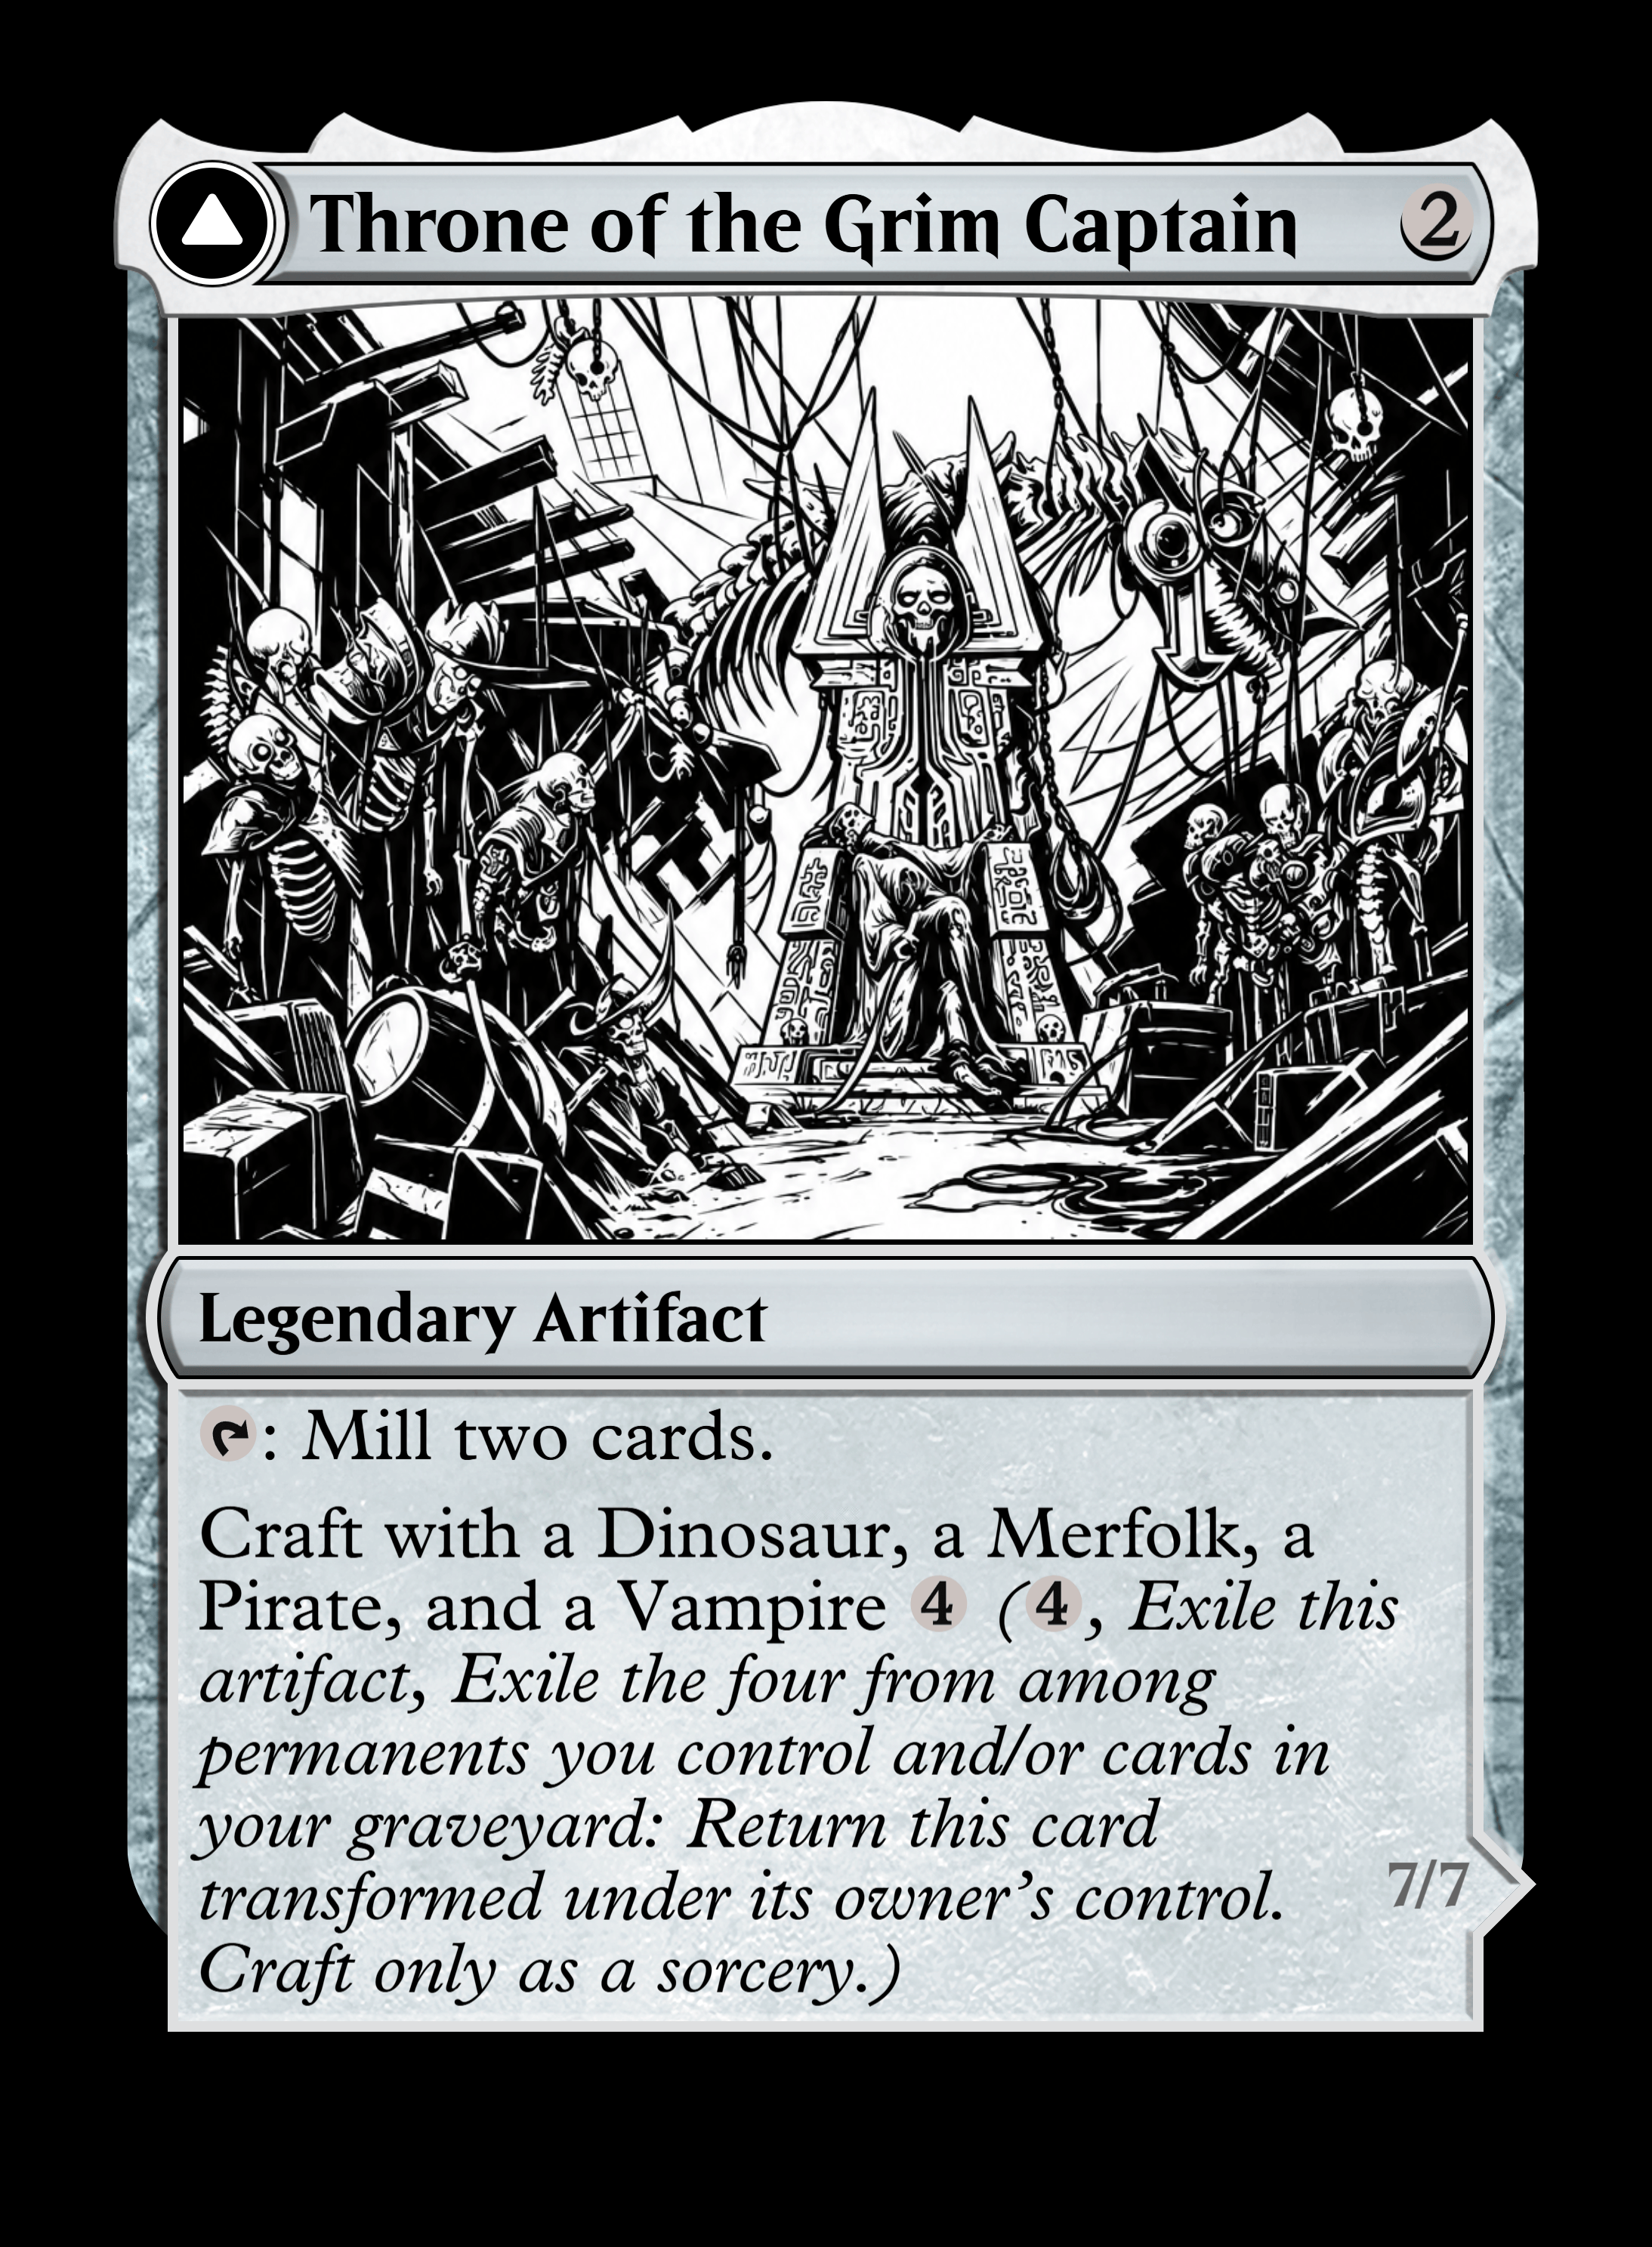 Throne of the Grim Captain 2
Legendary Artifact
: Mill two cards.
Craft with a Dinosaur, a Merfolk, a
Pirate, and a Vampire 4 (4, Exile this
artifact, Exile the four from among
permanents you control and/or cards in
your graveyard: Return this card
transformed under its owner’s control.
Craft only as a sorcery.)
7/7